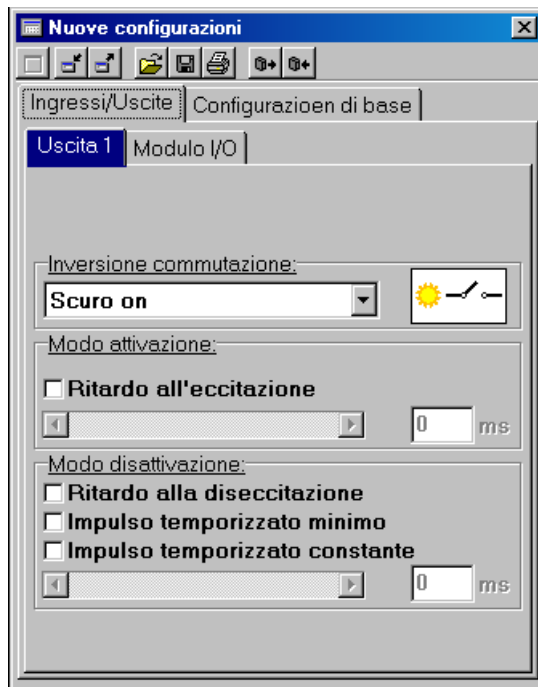 Nuove configurazioni
Ingressi/Uscite Configurazioen di base
Uscita 1 Modulo I/O
Inversione commutazione:
Scuro on
Modo attivazione:
Ritardo all'eccitazione
0 ms
Modo disattivazione:
Ritardo alla diseccitazione
Impulso temporizzato minimo
Impulso temporizzato constante
0 ms